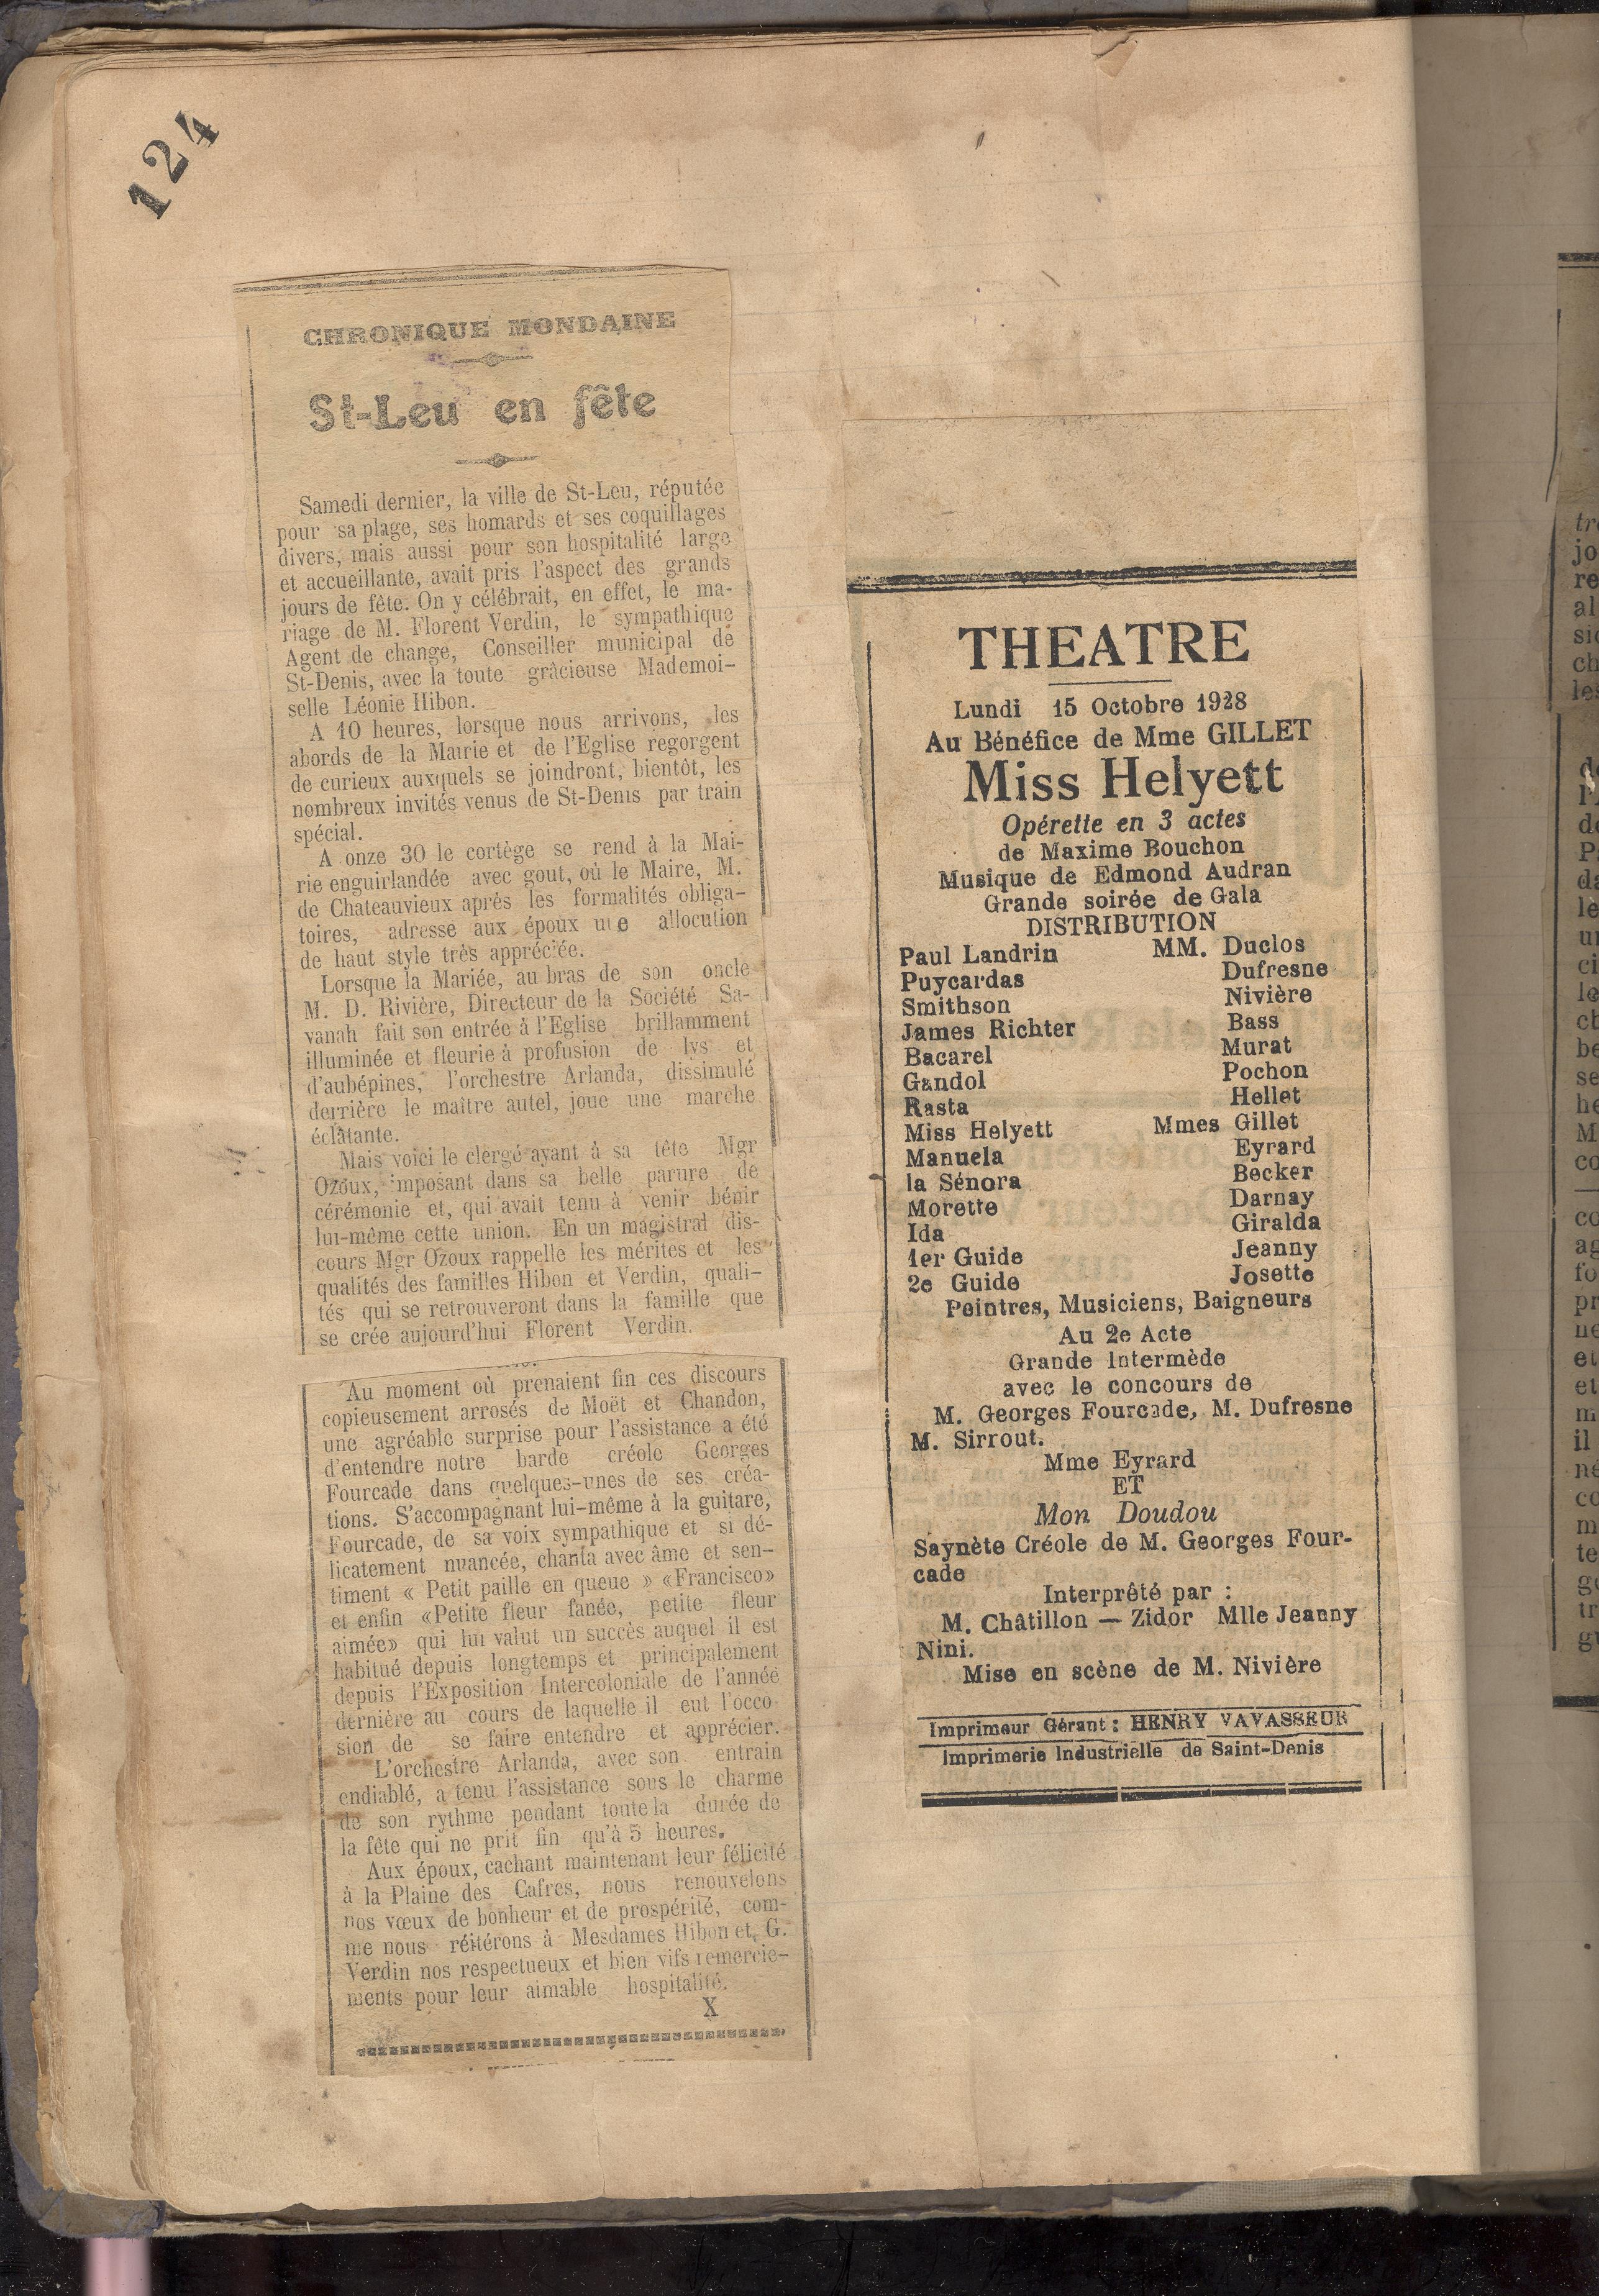 124
CHRONIQUE MONDAINE
St-Leu en fête
Samedi dernier, la ville de St-Leu, réputée
pour sa plage, ses homards et ses coquillages
divers, mais aussi pour son hospitalité large
et accueillante, avait pris l'aspect des grands
jours de fête. On y célébrait, en effet, le ma-
riage de M. Florent Verdin, le sympathique
Agent de change, Conseiller municipal de
St-Denis, avec la toute grâcieuse Mademoi-
selle Léonie Hibon.
A 10 heures, lorsque nous arrivons, les
abords de la Mairie et de l'Eglise regorgent
de curieux auxquels se joindront, bientôt, les
nombreux invités venus de St-Denis par train
spécial.
A onze 30 le cortège se rend à la Mai-
rie enguirlandée avec gout, où le Maire, M.
de Chateauvieux après les formalités obliga-
toires, adresse aux époux une allocution
de haut style très appréciée.
Lorsque la Mariée, au bras de son oncle
M. D. Rivière, Directeur de la Société Sa-
vanah fait son entrée à l'Eglise brillamment
illuminée et fleurie à profusion de lys et
d'aubépines, l'orchestre Arlanda, dissimulé
derrière le maître autel, joue une marche
éclatante.
Mais voici le clergé ayant à sa tête Mgr
Ozoux, imposant dans sa belle parure de
cérémonie et, qui avait tenu à venir bénir
lui-même cette union. En un magistral dis-
cours Mgr Ozoux rappelle les mérites et les
qualités des familles Hibon et Verdin, quali-
tés qui se retrouveront dans la famille que
se crée aujourd'hui Florent Verdin.
Au moment où prenaient fin ces discours
copieusement arrosés de Moët et Chandon,
une agréable surprise pour l'assistance a été
d'entendre notre barde créole Georges
Fourcade dans quelques-unes de ses créa-
tions. S'accompagnant lui-même à la guitare,
Fourcade, de sa voix sympathique et si dé-
licatement nuancée, chanta avec âme et sen-
timent « Petit paille en queue » «Francisco»
et enfin «Petite fleur fanée, petite fleur
aimée» qui lui valut un succès auquel il est
habitué depuis longtemps et principalement
depuis l'Exposition Intercoloniale de l'année
dernière au cours de laquelle il eut l'occo
sion de se faire entendre et apprécier.
L'orchestre Arlanda, avec son entrain
endiablé, a tenu l'assistance sous le charme
de son rythme pendant toute la durée de
la fête qui ne prit fin qu'à 5 heures.
Aux époux, cachant maintenant leur félicité
à la Plaine des Cafres, nous renouvelons
nos vœux de bonheur et de prospérité, com-
me nous réitérons à Mesdames Hibon et G.
Verdin nos respectueux et bien vifs remercie-
ments pour leur aimable hospitalité.
X
THEATRE
Lundi 15 Octobre 1928
Au Bénéfice de Mme GILLET
Miss Helyett
Opérette en 3 actes
de Maxime Bouchon
Musique de Edmond Audran
Grande soirée de Gala
DISTRIBUTION
Paul Landrin MM. Duclos
Puycardas Dufresne
Smithson Nivière
James Richter Bass
Bacarel Murat
Gandol Pochon
Rasta Hellet
Miss Helyett Mmes Gillet
Manuela Eyrard
la Sénora Becker
Morette Darnay
Ida Giralda
1er Guide Jeanny
2e Guide Josette
Peintres, Musiciens, Baigneurs
Au 2e Acte
Grande Intermède
avec le concours de
M. Georges Fourcade, M. Dufresne
M. Sirrout.
Mme Eyrard
ET
Mon Doudou
Saynète Créole de M. Georges Four-
cade
Interprêté par :
M. Châtillon — Zidor Mlle Jeanny
Nini.
Mise en scène de M. Nivière
Imprimeur Gérant : HENRY VAVASSEUR
Imprimerie Industrielle de Saint-Denis